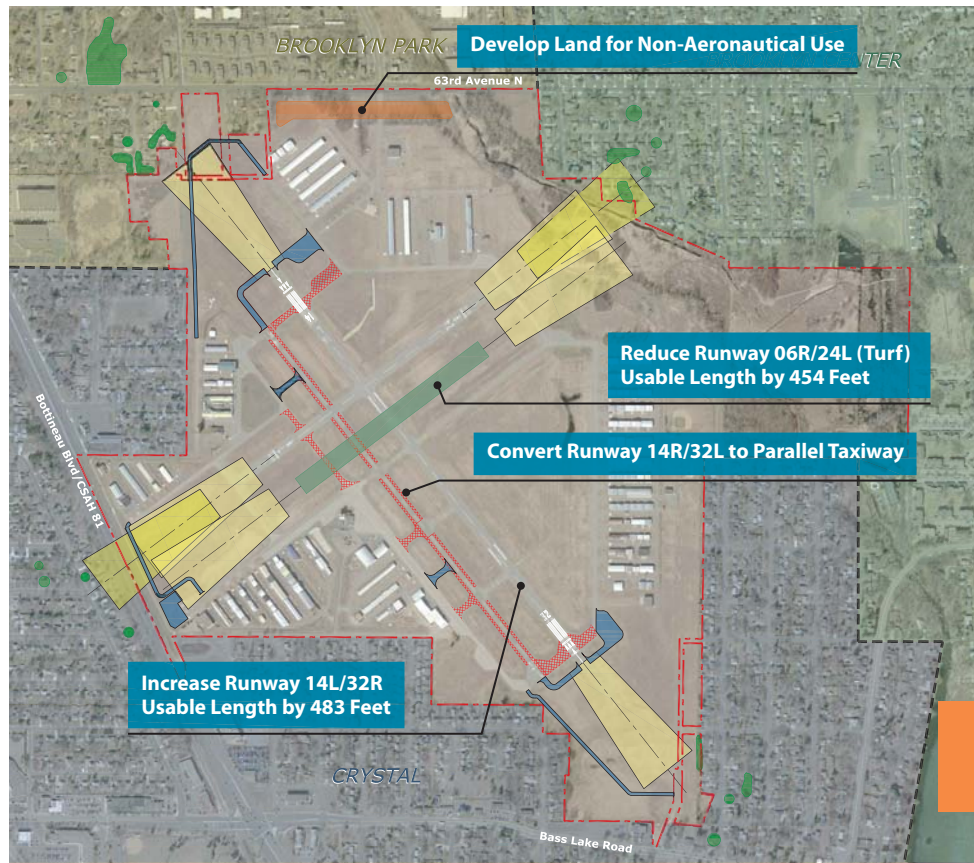 BROOKLYN PARK
Develop Land for Non-Aeronautical Use
63rd Avenue N
Reduce Runway 06R/24L (Turf)
Usable Length by 454 Feet
Convert Runway 14R/32L to Parallel Taxiway
Bottineau Blvd/CSAH 81
Increase Runway 14L/32R
Usable Length by 483 Feet
CRYSTAL
Bass Lake Road